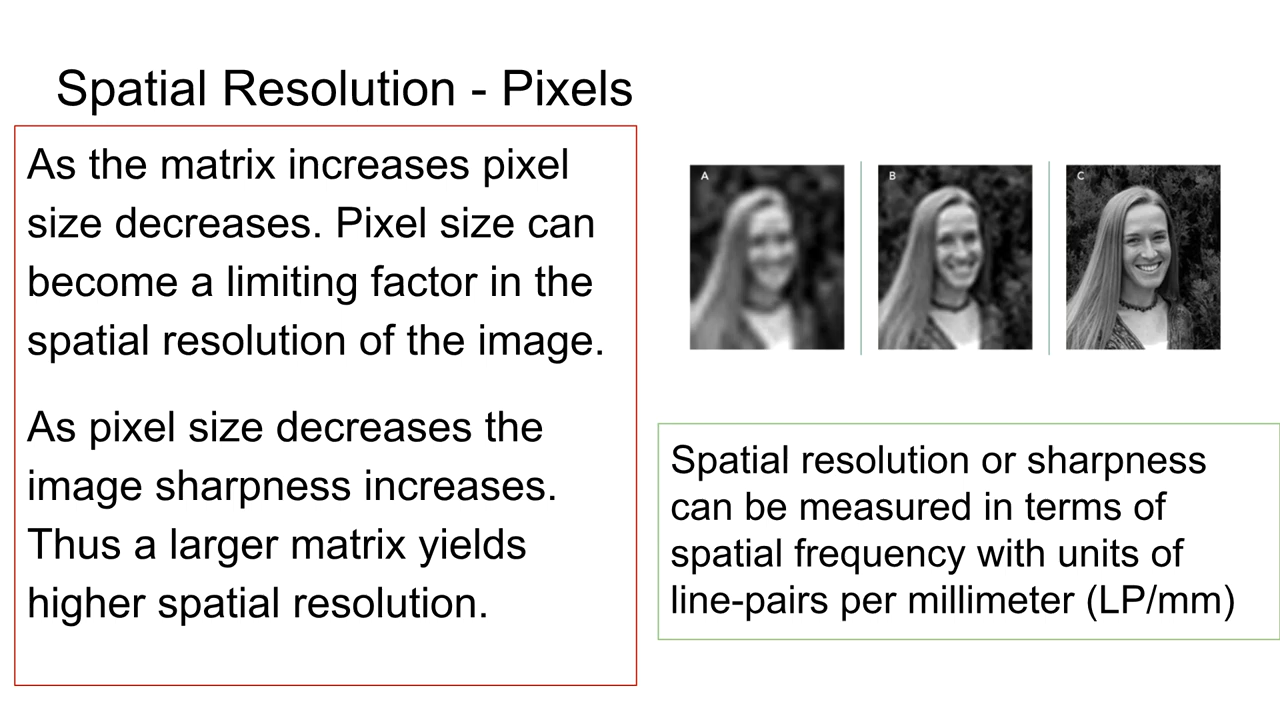 Spatial Resolution - Pixels
As the matrix increases pixel
size decreases. Pixel size can
become a limiting factor in the
spatial resolution of the image.
As pixel size decreases the
image sharpness increases.
Thus a larger matrix yields
higher spatial resolution.
A
B
C
Spatial resolution or sharpness
can be measured in terms of
spatial frequency with units of
line-pairs per millimeter (LP/mm)